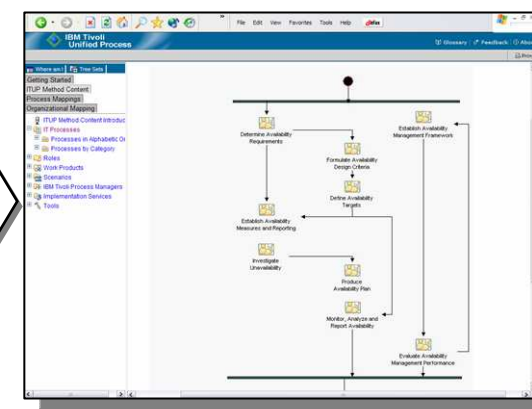 File Edit View Favorites Tools Help
IBM Tivoli
Unified Process
Glossary Feedback Abou
Where am I Tree Sets
Getting Started
ITUP Method Content
Process Mappings
Organizational Mapping
ITUP Method Content Introduc
IT Processes
Processes in Alphabetic Or
Processes by Category
Roles
Work Products
Scenarios
IBM Tivoli Process Managers
Implementation Services
Tools
Determine Availability
Requirements
Establish Availability
Management Framework
Formulate Availability
Design Criteria
Define Availability
Targets
Establish Availability
Measures and Reporting
Investigate
Unavailability
Produce
Availability Plan
Monitor, Analyze and
Report Availability
Evaluate Availability
Management Performance